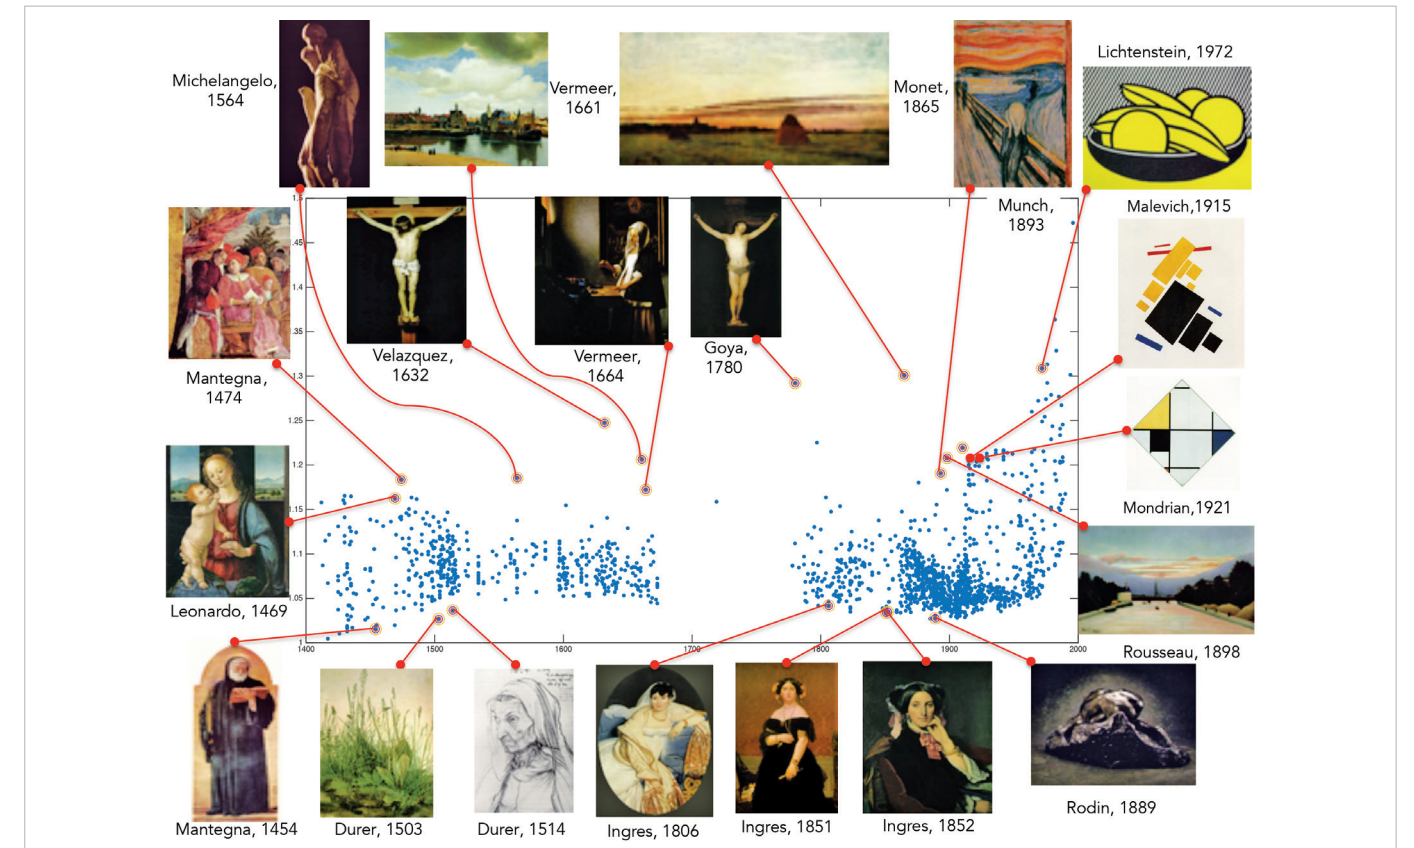 Lichtenstein, 1972
Michelangelo,
1564
Vermeer,
1661
Monet,
1865
Munch,
1893
Malevich,1915
Mantegna,
1474
Velazquez,
1632
Vermeer,
1664
Goya,
1780
Mondrian,1921
Leonardo, 1469
Rousseau, 1898
Mantegna, 1454
Durer, 1503
Durer, 1514
Ingres, 1806
Ingres, 1851
Ingres, 1852
Rodin, 1889
1.5
1.45
1.4
1.35
1.3
1.25
1.2
1.15
1.1
1.05
1
1400
1500
1600
1700
1800
1900
2000